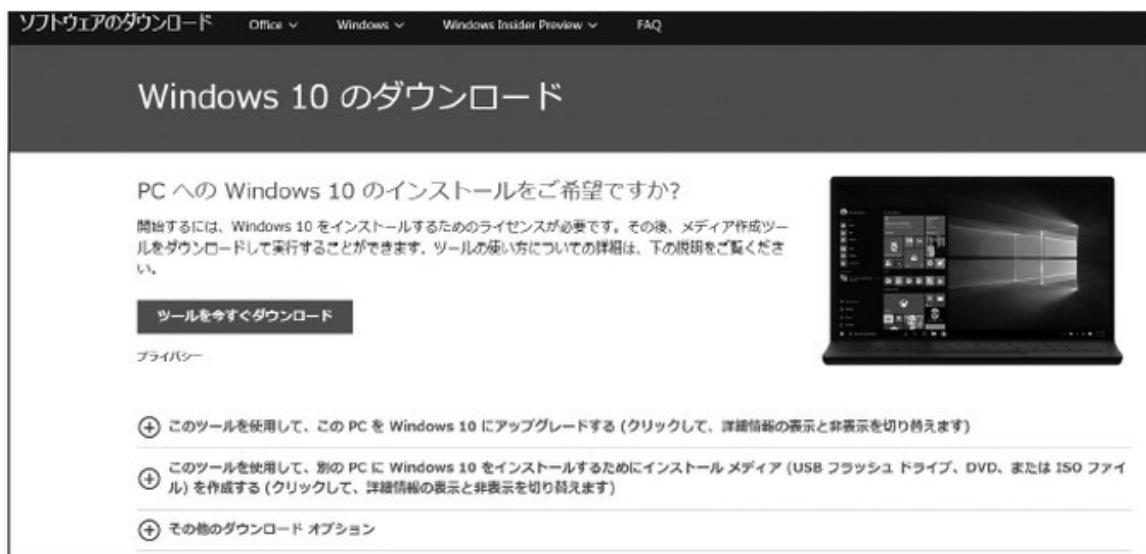 ソフトウェアのダウンロード Office Windows Windows Insider Preview FAQ
Windows 10 のダウンロード
PC への Windows 10 のインストールをご希望ですか?
開始するには、Windows 10 をインストールするためのライセンスが必要です。その後、メディア作成ツー
ルをダウンロードして実行することができます。ツールの使い方についての詳細は、下の説明をご覧くださ
い。
ツールを今すぐダウンロード
プライバシー
このツールを使用して、この PC を Windows 10 にアップグレードする (クリックして、詳細情報の表示と非表示を切り替えます)
このツールを使用して、別の PC に Windows 10 をインストールするためにインストール メディア (USB フラッシュ ドライブ、DVD、または ISO ファイ
ル) を作成する (クリックして、詳細情報の表示と非表示を切り替えます)
その他のダウンロード オプション